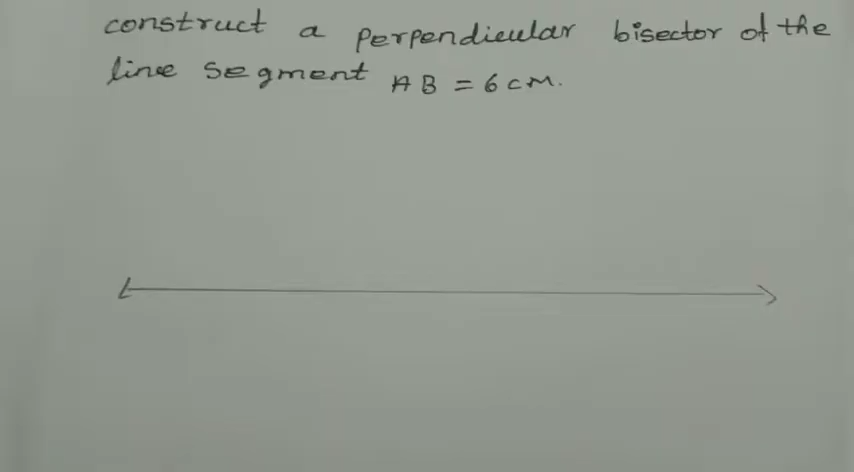 construct a perpendicular bisector of the
line segment AB = 6 cm.